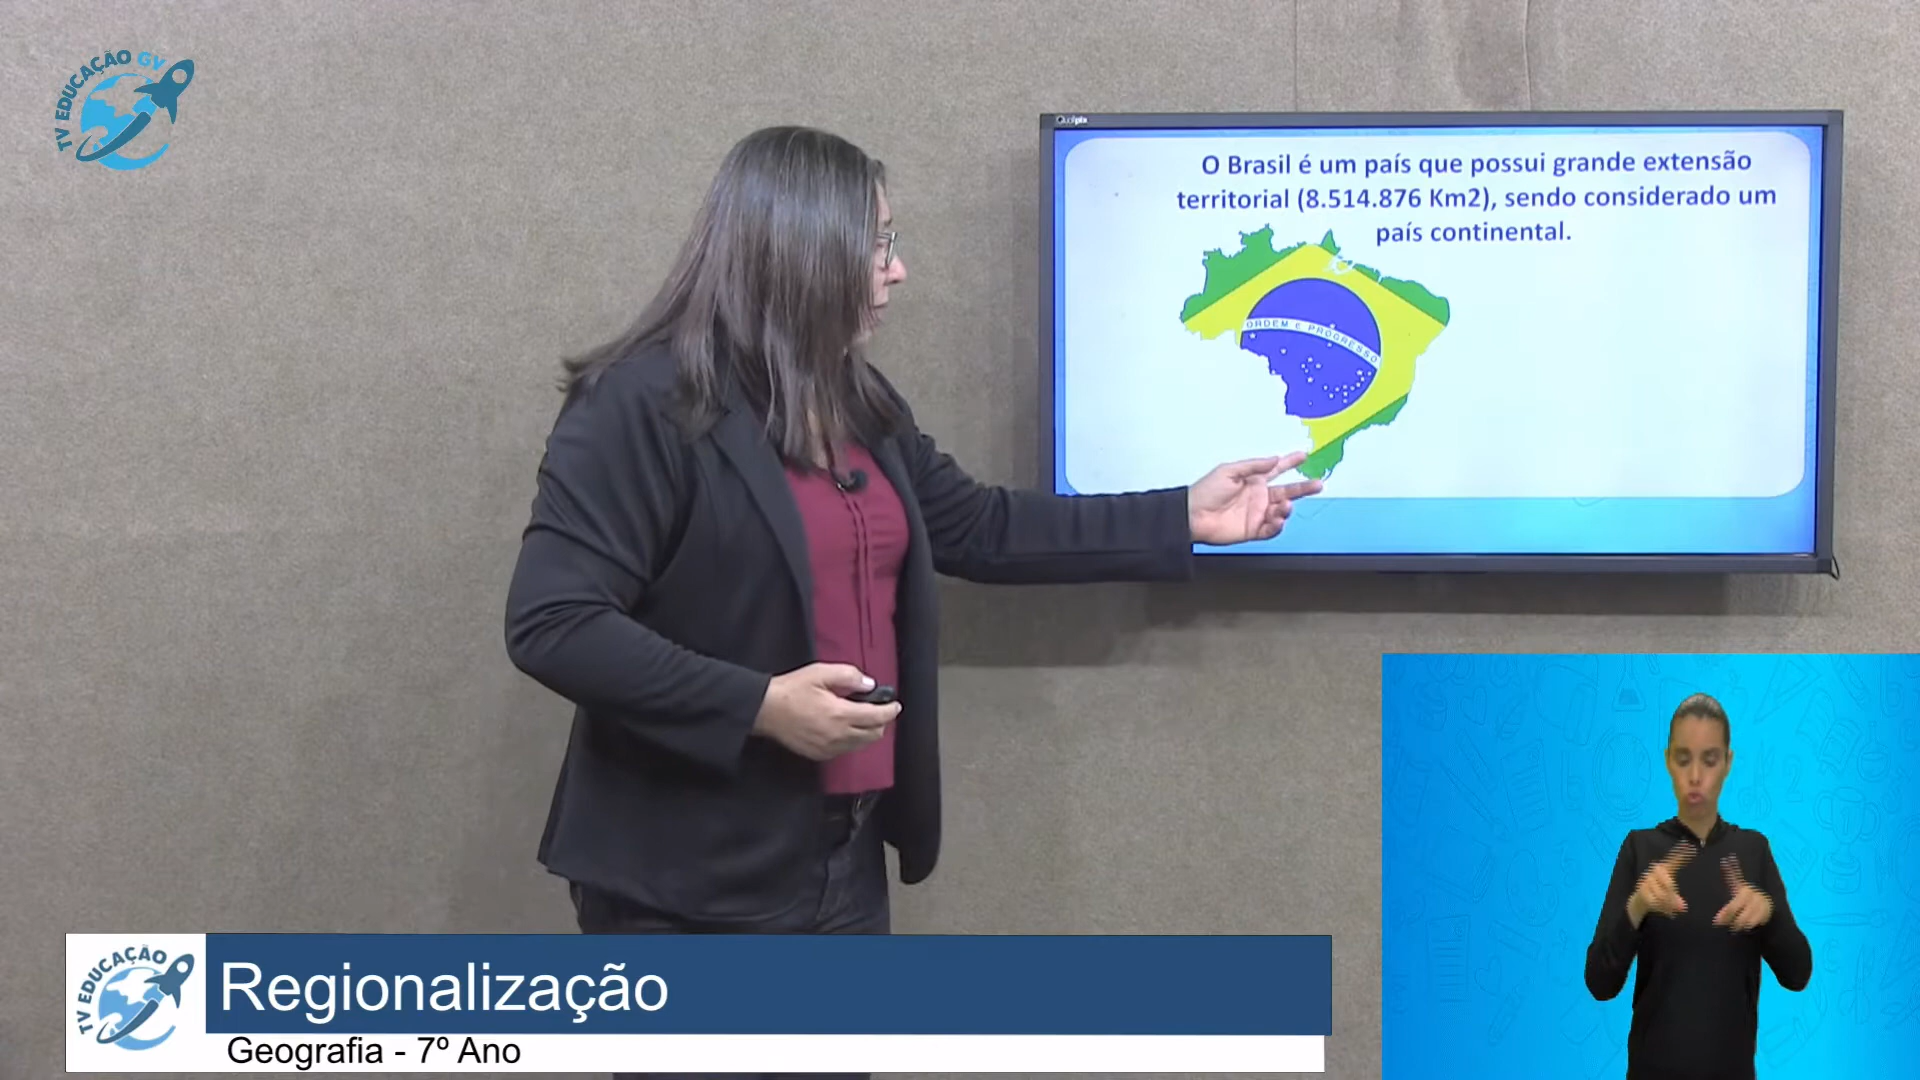 TV EDUCAÇÃO GV
Qualipix
O Brasil é um país que possui grande extensão
territorial (8.514.876 Km2), sendo considerado um
país continental.
ORDEM E PROGRESSO
TV EDUCAÇÃO
Regionalização
Geografia - 7º Ano